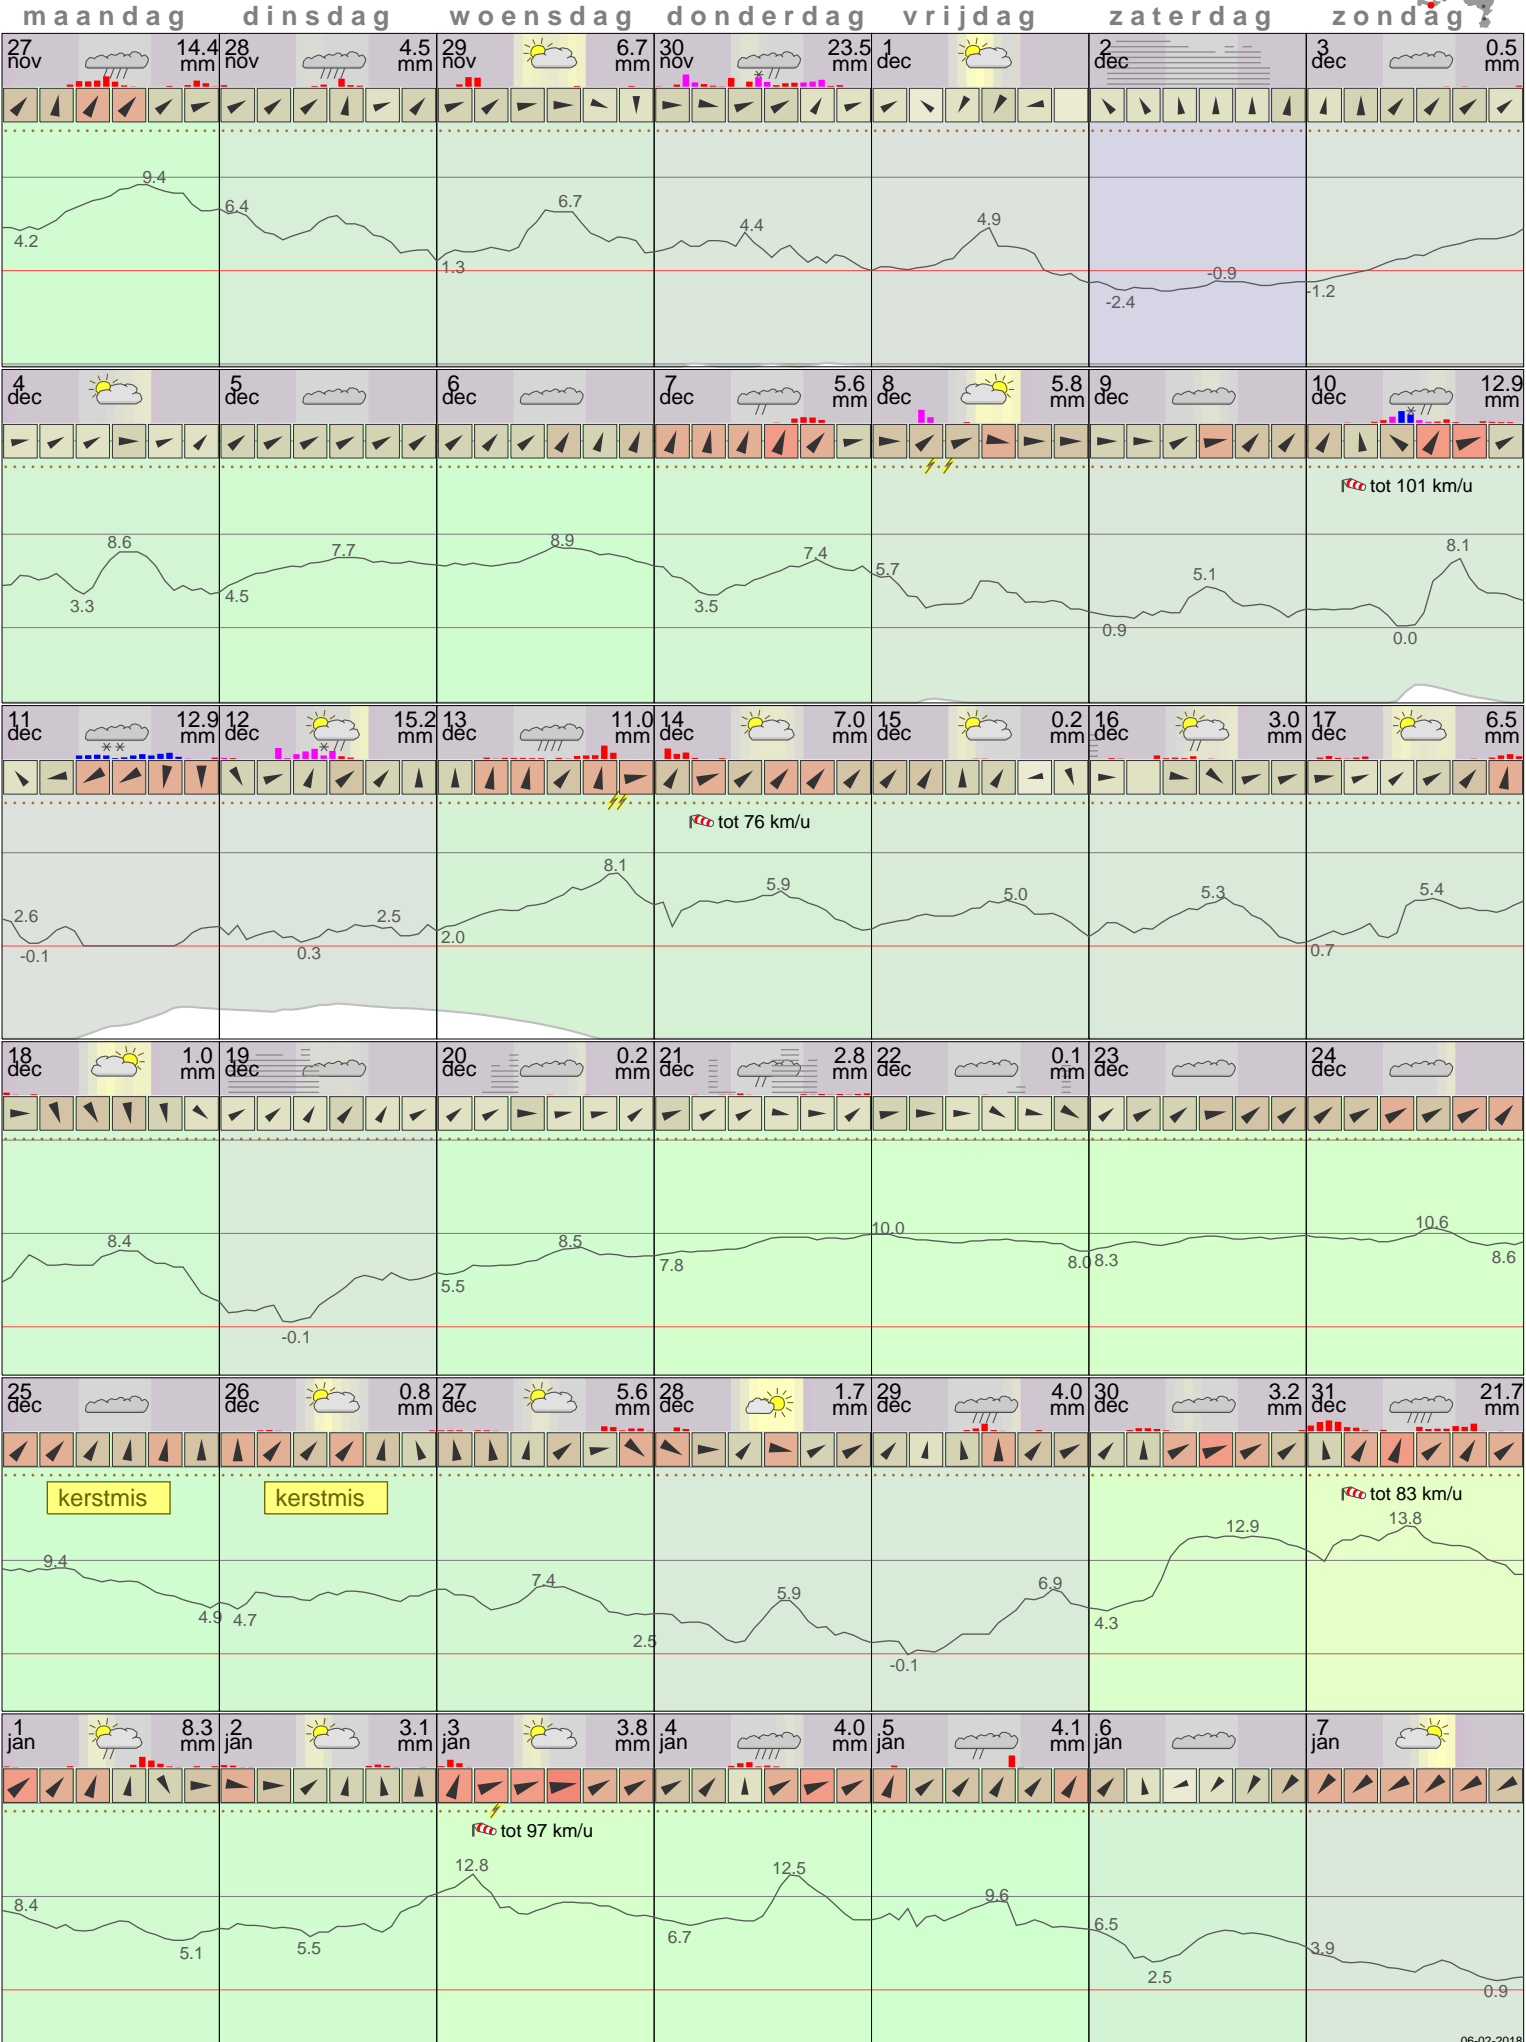 maandag dinsdag woensdag donderdag vrijdag zaterdag zondag
27 nov 14.4 mm 28 nov 4.5 mm 29 nov 6.7 mm 30 nov 23.5 mm 1 dec 2 dec 3 dec 0.5 mm
9.4 6.4 6.7 4.4 4.9
4.2 1.3 -2.4 -0.9 -1.2
4 dec 5 dec 6 dec 7 dec 5.6 mm 8 dec 5.8 mm 9 dec 10 dec 12.9 mm
tot 101 km/u
8.6 7.7 8.9 7.4 5.7 5.1 8.1
3.3 4.5 3.5 0.9 0.0
11 dec 12.9 mm 12 dec 15.2 mm 13 dec 11.0 mm 14 dec 7.0 mm 15 dec 0.2 mm 16 dec 3.0 mm 17 dec 6.5 mm
tot 76 km/u
2.6 2.5 8.1 5.9 5.0 5.3 5.4
-0.1 0.3 2.0 0.7
18 dec 1.0 mm 19 dec 20 dec 0.2 mm 21 dec 2.8 mm 22 dec 0.1 mm 23 dec 24 dec
8.4 8.5 10.0 10.6
-0.1 5.5 7.8 8.0 8.3 8.6
25 dec 26 dec 0.8 mm 27 dec 5.6 mm 28 dec 1.7 mm 29 dec 4.0 mm 30 dec 3.2 mm 31 dec 21.7 mm
kerstmis kerstmis tot 83 km/u
9.4 7.4 5.9 6.9 12.9 13.8
4.9 4.7 2.5 -0.1 4.3
1 jan 8.3 mm 2 jan 3.1 mm 3 jan 3.8 mm 4 jan 4.0 mm 5 jan 4.1 mm 6 jan 7 jan
tot 97 km/u
8.4 12.8 12.5 9.6 6.5 3.9
5.1 5.5 6.7 2.5 0.9
06-02-2018